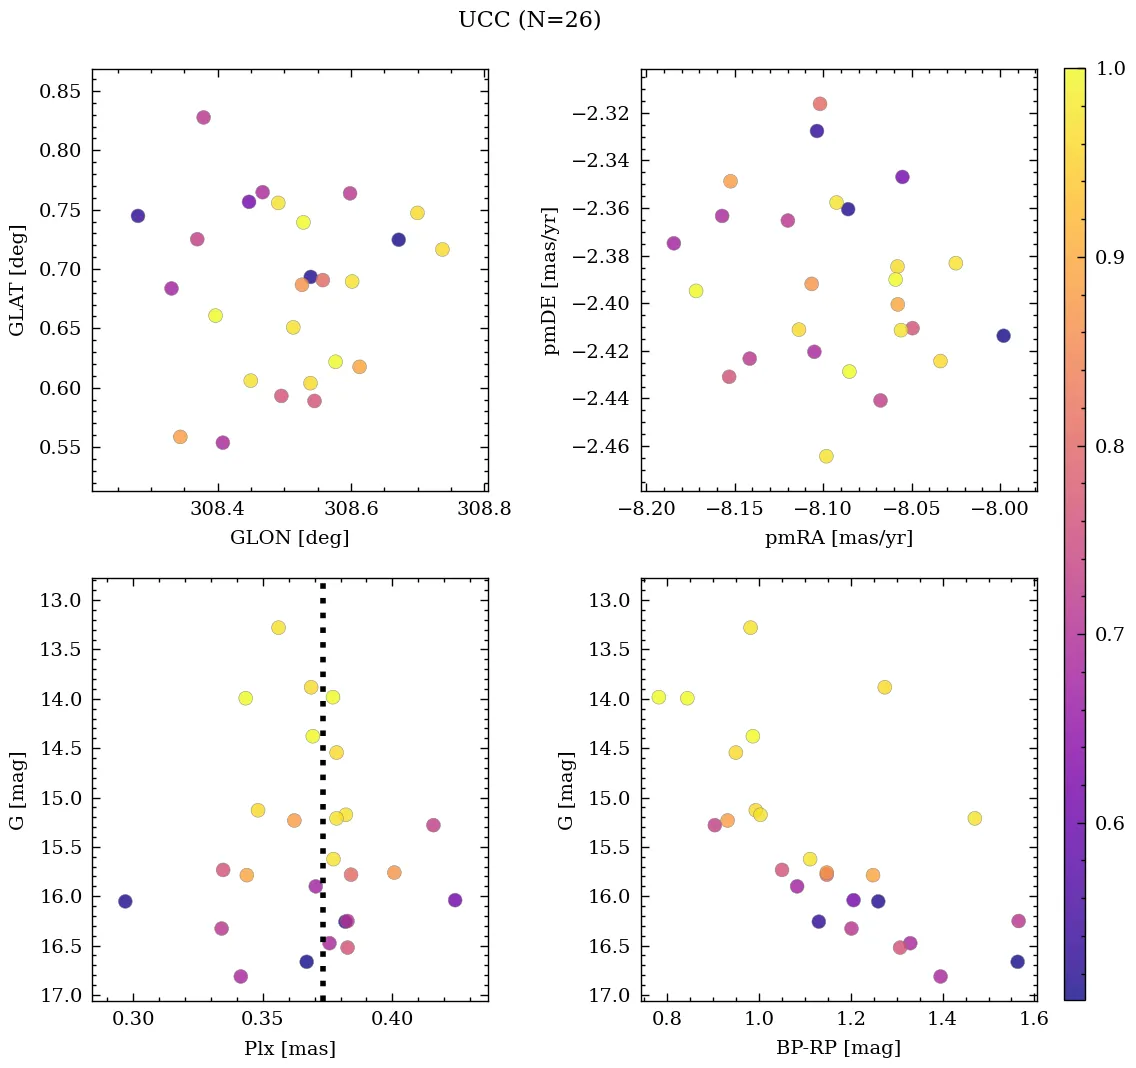 UCC (N=26)
0.85
0.80
0.75
0.70
0.65
0.60
0.55
GLAT [deg]
308.4 308.6 308.8
GLON [deg]
−2.32
−2.34
−2.36
−2.38
−2.40
−2.42
−2.44
−2.46
pmDE [mas/yr]
−8.20 −8.15 −8.10 −8.05 −8.00
pmRA [mas/yr]
13.0
13.5
14.0
14.5
15.0
15.5
16.0
16.5
17.0
G [mag]
0.30 0.35 0.40
Plx [mas]
13.0
13.5
14.0
14.5
15.0
15.5
16.0
16.5
17.0
G [mag]
0.8 1.0 1.2 1.4 1.6
BP-RP [mag]
1.0
0.9
0.8
0.7
0.6